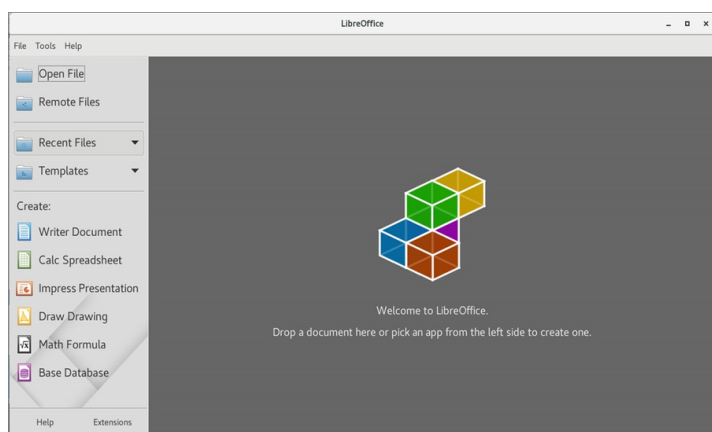 LibreOffice
File Tools Help
Open File
Remote Files
Recent Files
Templates
Create:
Writer Document
Calc Spreadsheet
Impress Presentation
Draw Drawing
Math Formula
Base Database
Help Extensions
Welcome to LibreOffice.
Drop a document here or pick an app from the left side to create one.